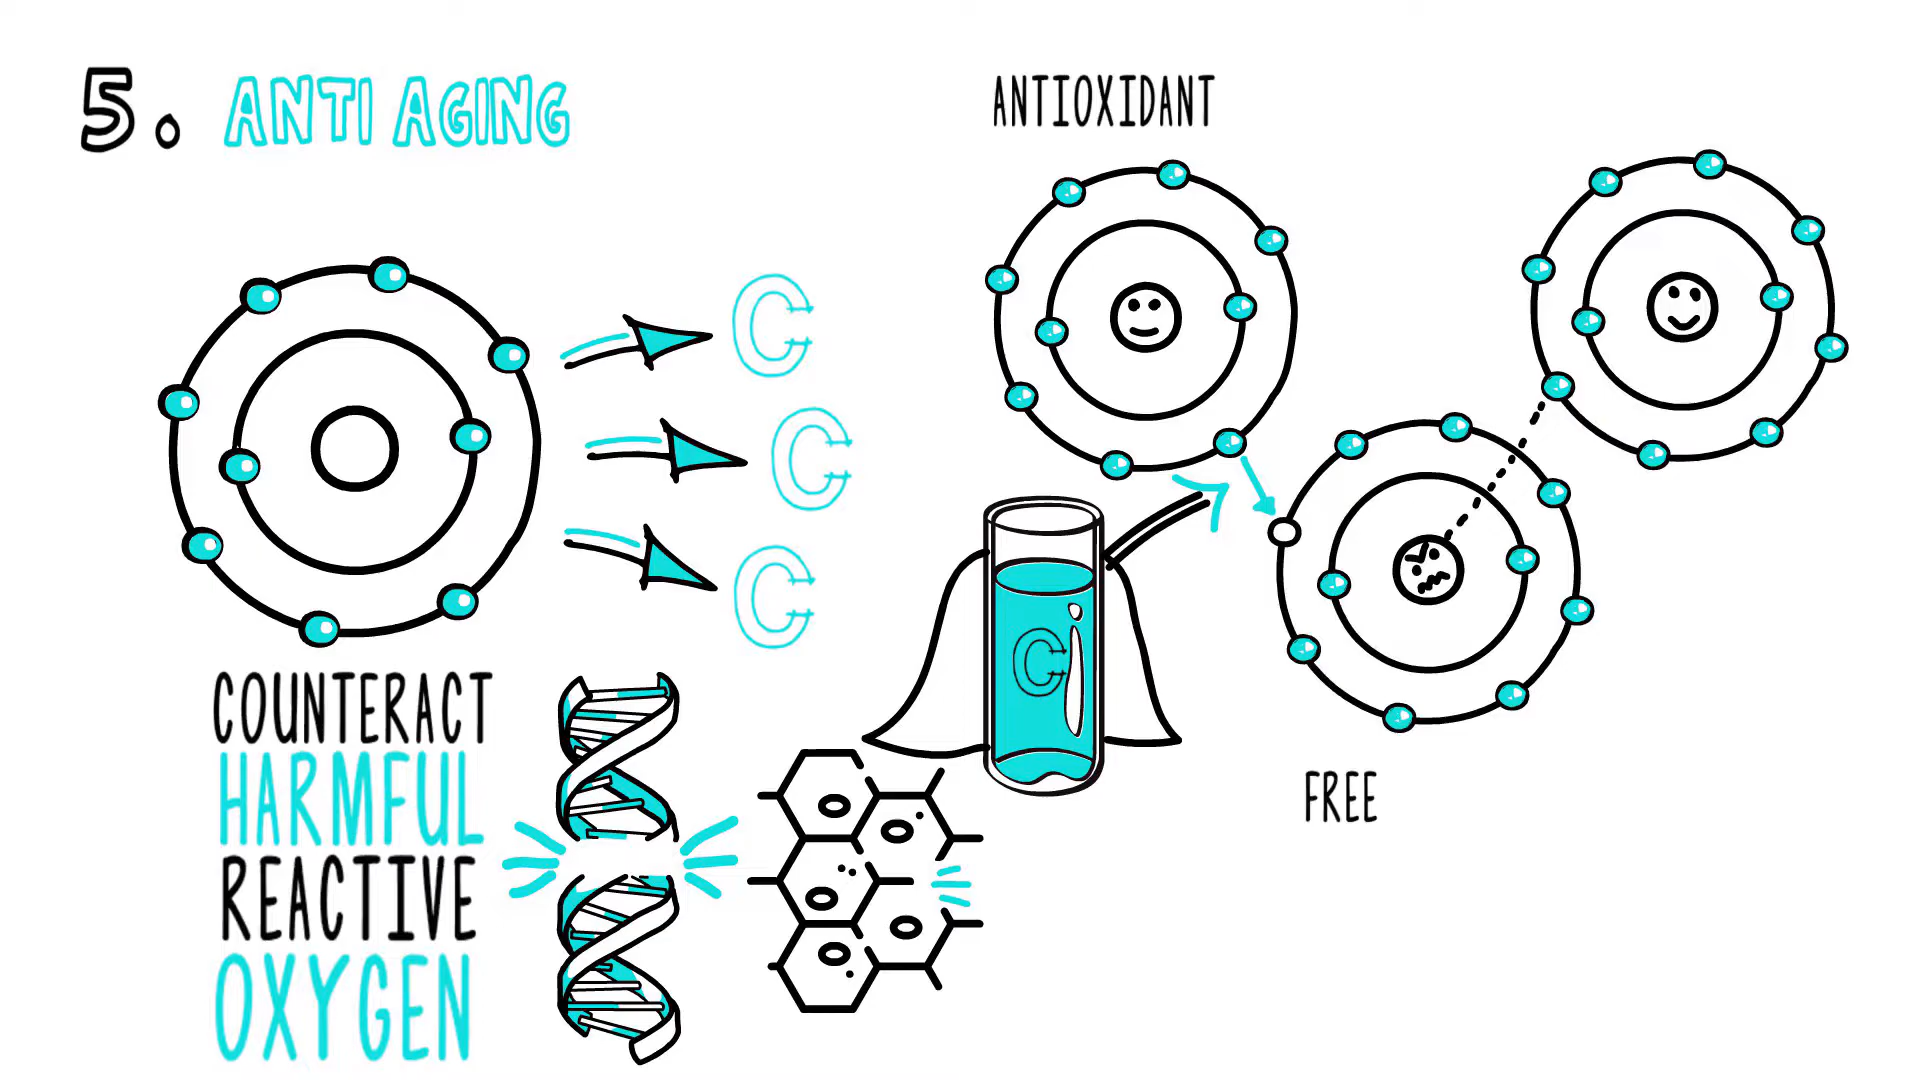 5. ANTI AGING
ANTIOXIDANT
C
C
C
C
COUNTERACT
HARMFUL
REACTIVE
OXYGEN
FREE